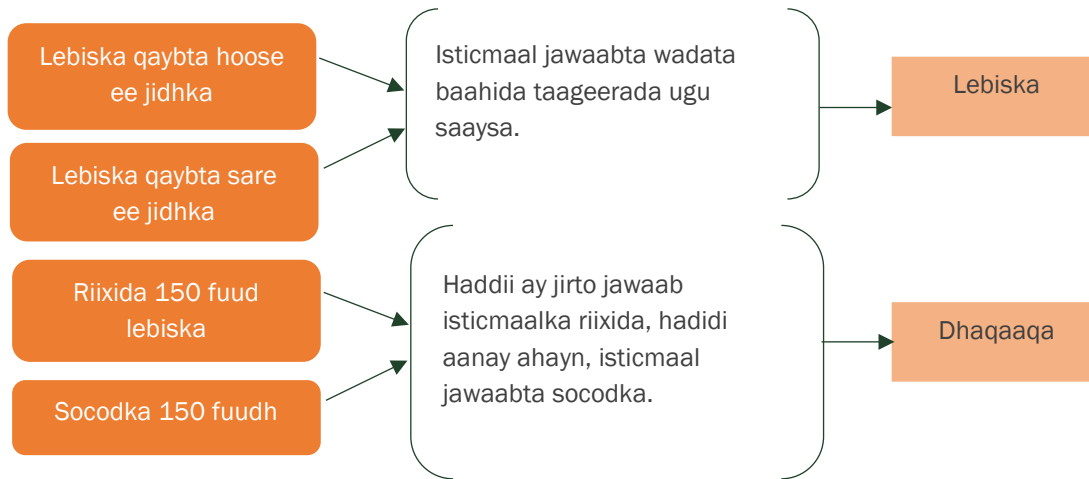 Lebiska qaybta hoose
ee jidhka
Lebiska qaybta sare
ee jidhka
Isticmaal jawaabta wadata
baahida taageerada ugu
saaysa.
Lebiska
Riixida 150 fuud
lebiska
Socodka 150 fuudh
Haddii ay jirto jawaab
isticmaalka riixida, hadidi
aanay ahayn, isticmaal
jawaabta socodka.
Dhaqaaqa